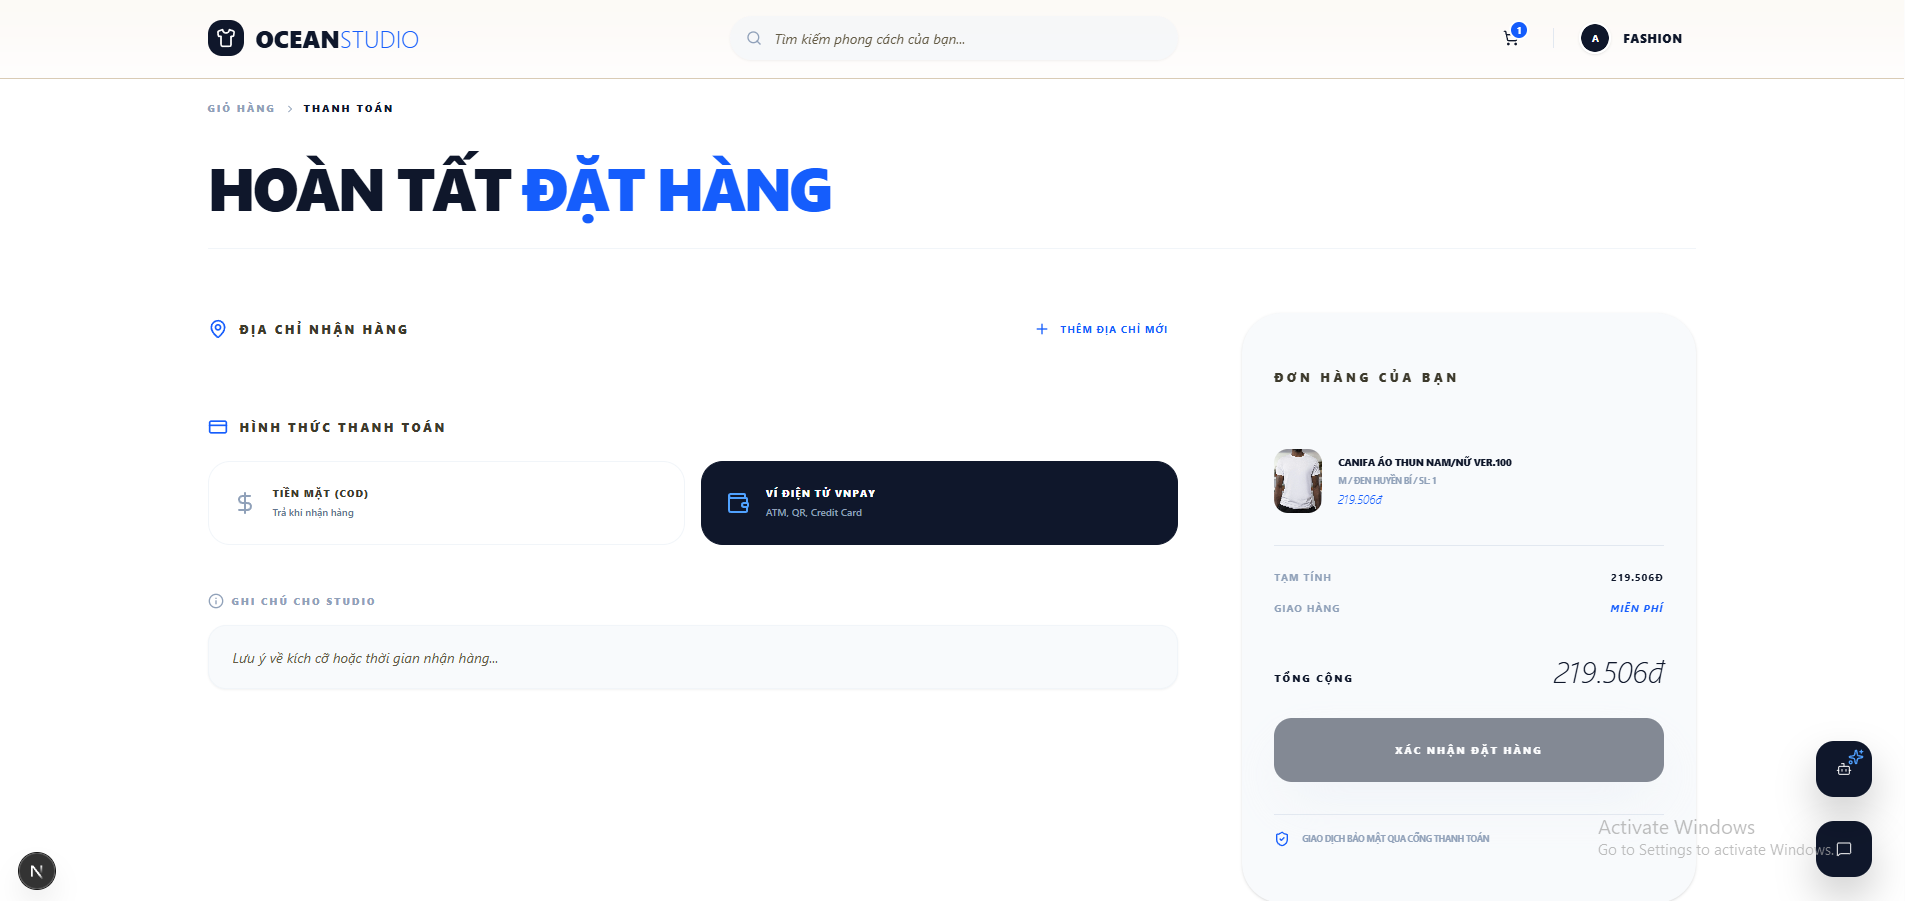 OCEANSTUDIO
Tìm kiếm phong cách của bạn...
1
A
FASHION
GIỎ HÀNG > THANH TOÁN
HOÀN TẤT ĐẶT HÀNG
ĐỊA CHỈ NHẬN HÀNG
+ THÊM ĐỊA CHỈ MỚI
HÌNH THỨC THANH TOÁN
TIỀN MẶT (COD)
Trả khi nhận hàng
VÍ ĐIỆN TỬ VNPAY
ATM, QR, Credit Card
GHI CHÚ CHO STUDIO
Lưu ý về kích cỡ hoặc thời gian nhận hàng...
ĐƠN HÀNG CỦA BẠN
CANIFA ÁO THUN NAM/NỮ VER.100
M / ĐEN HUYỀN BÍ / SL: 1
219.506đ
TẠM TÍNH 219.506Đ
GIAO HÀNG MIỄN PHÍ
TỔNG CỘNG 219.506đ
XÁC NHẬN ĐẶT HÀNG
GIAO DỊCH BẢO MẬT QUA CỔNG THANH TOÁN
Activate Windows
Go to Settings to activate Windows.
N